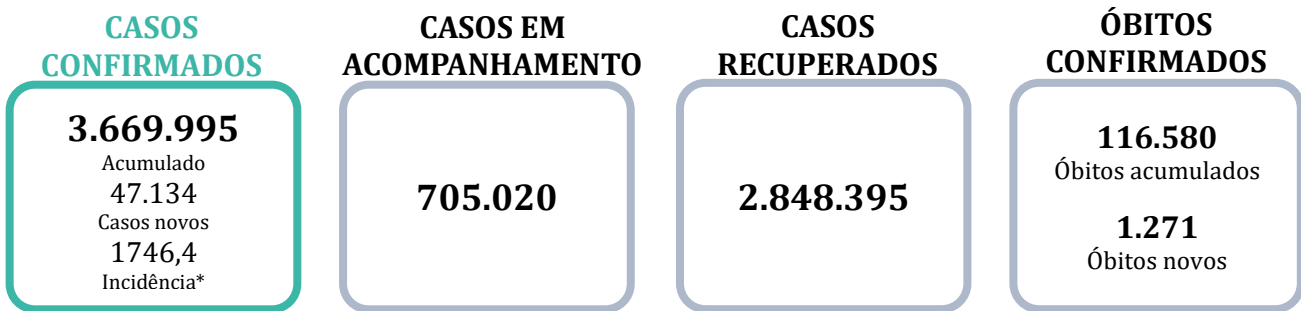 CASOS
CONFIRMADOS
3.669.995
Acumulado
47.134
Casos novos
1746,4
Incidência*
CASOS EM
ACOMPANHAMENTO
705.020
CASOS
RECUPERADOS
2.848.395
ÓBITOS
CONFIRMADOS
116.580
Óbitos acumulados
1.271
Óbitos novos